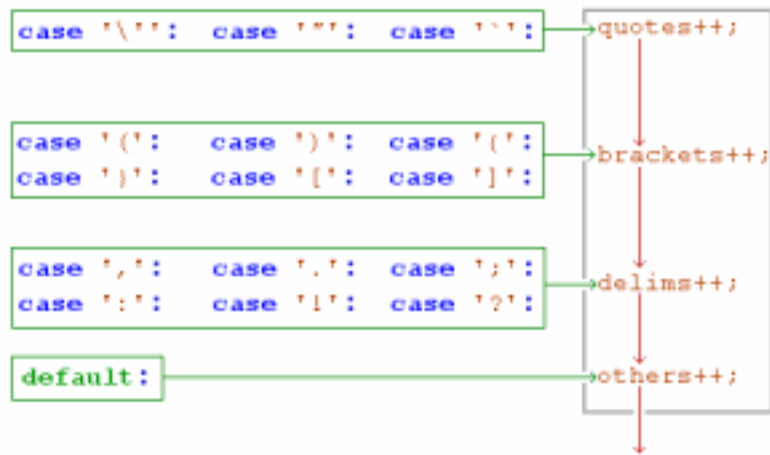 case '\'': case '"': case '`': quotes++;
case '(': case ')': case '{': brackets++;
case '}': case '[': case ']':
case ',': case '.': case ';': delims++;
case ':': case '!': case '?':
default: others++;